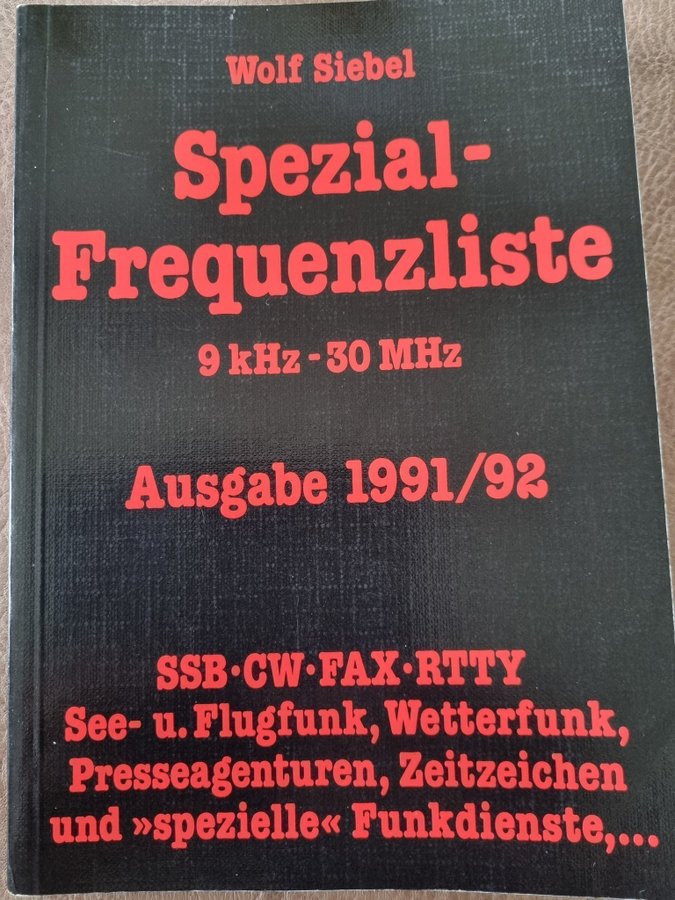 Wolf Siebel
Spezial-
Frequenzliste
9 kHz - 30 MHz
Ausgabe 1991/92
SSB·CW·FAX·RTTY
See- u. Flugfunk, Wetterfunk,
Presseagenturen, Zeitzeichen
und »spezielle« Funkdienste,...